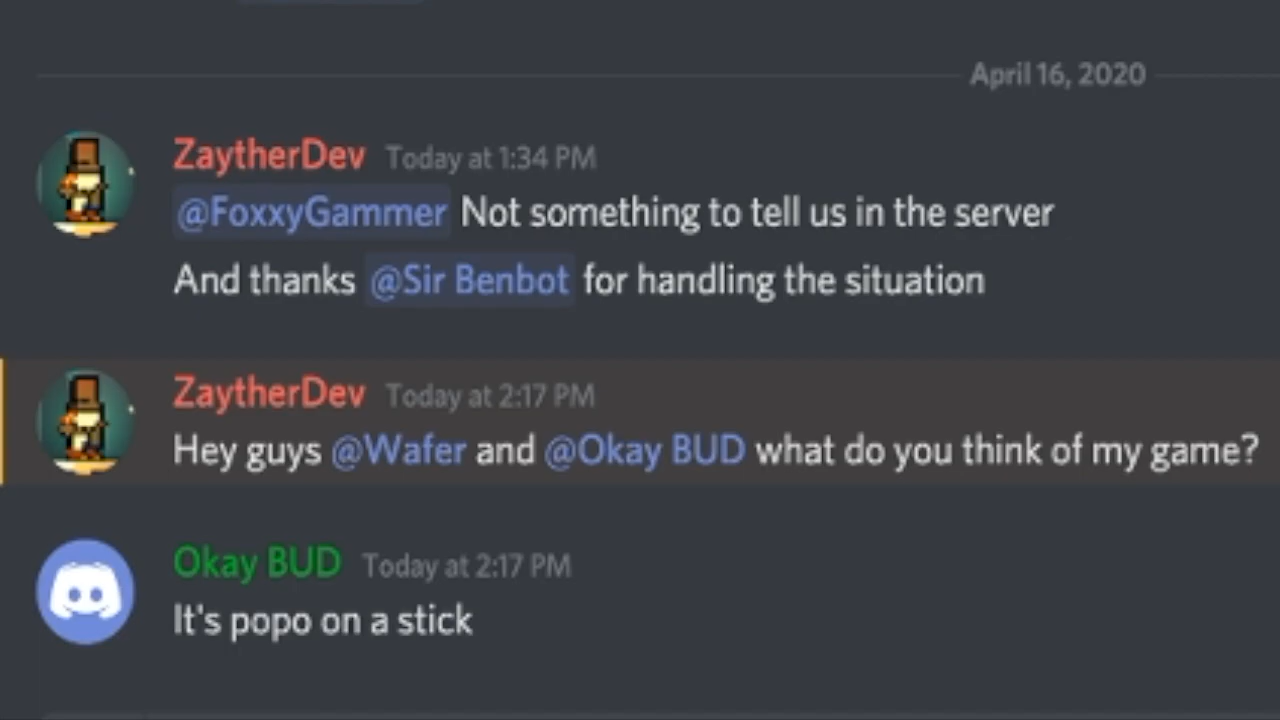 April 16, 2020
ZaytherDev Today at 1:34 PM
@FoxxyGammer Not something to tell us in the server
And thanks @Sir Benbot for handling the situation
ZaytherDev Today at 2:17 PM
Hey guys @Wafer and @Okay BUD what do you think of my game?
Okay BUD Today at 2:17 PM
It's popo on a stick